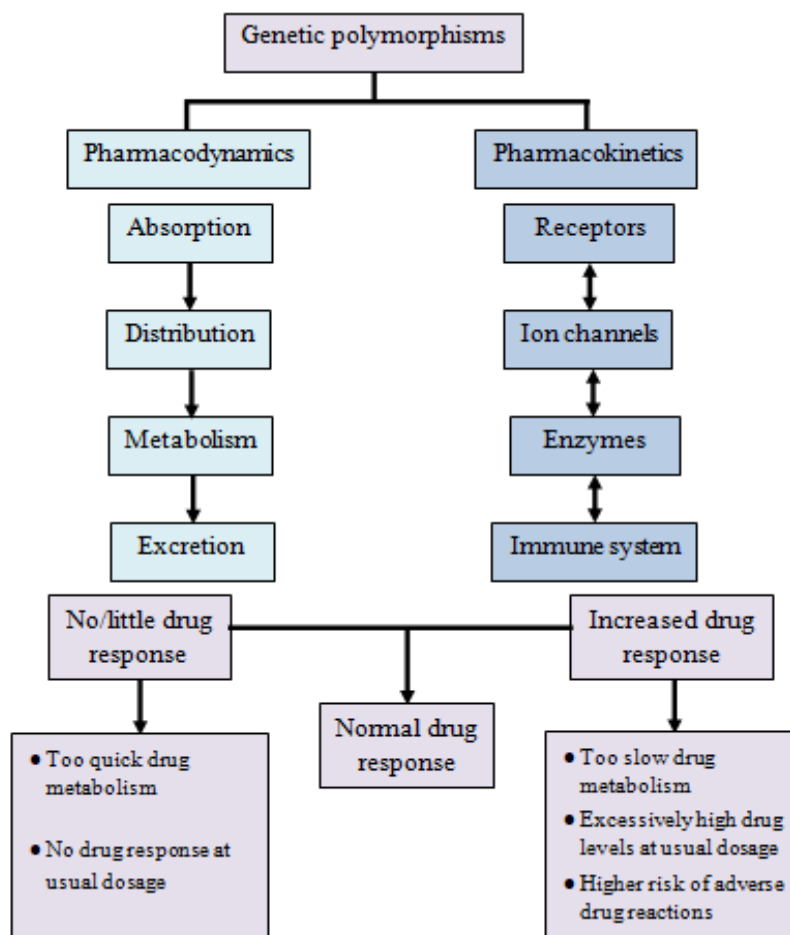 Genetic polymorphisms
Pharmacodynamics
Pharmacokinetics
Absorption
Receptors
Distribution
Ion channels
Metabolism
Enzymes
Excretion
Immune system
No/little drug
response
Increased drug
response
Normal drug
response
● Too quick drug
metabolism
● No drug response at
usual dosage
● Too slow drug
metabolism
● Excessively high drug
levels at usual dosage
● Higher risk of adverse
drug reactions